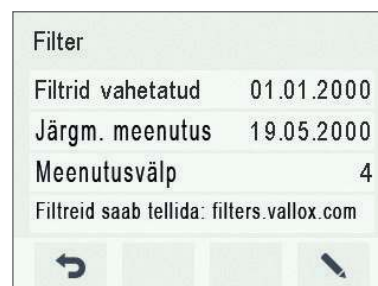 Filter
Filtrid vahetatud 01.01.2000
Järgm. meenutus 19.05.2000
Meenutusvälp 4
Filtreid saab tellida: filters.vallox.com